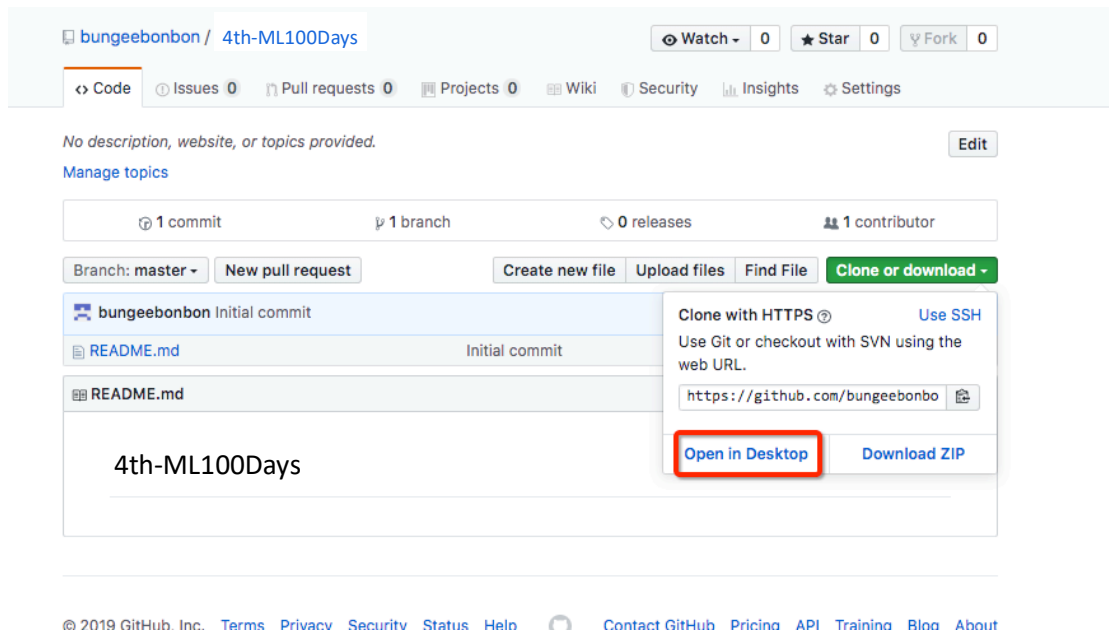 bungeebonbon / 4th-ML100Days
Watch 0 Star 0 Fork 0
Code Issues 0 Pull requests 0 Projects 0 Wiki Security Insights Settings
No description, website, or topics provided. Edit
Manage topics
1 commit 1 branch 0 releases 1 contributor
Branch: master New pull request Create new file Upload files Find File Clone or download
bungeebonbon Initial commit
README.md Initial commit
Clone with HTTPS ? Use SSH
Use Git or checkout with SVN using the
web URL.
https://github.com/bungeebonbo
Open in Desktop Download ZIP
README.md
4th-ML100Days
© 2019 GitHub, Inc. Terms Privacy Security Status Help Contact GitHub Pricing API Training Blog About